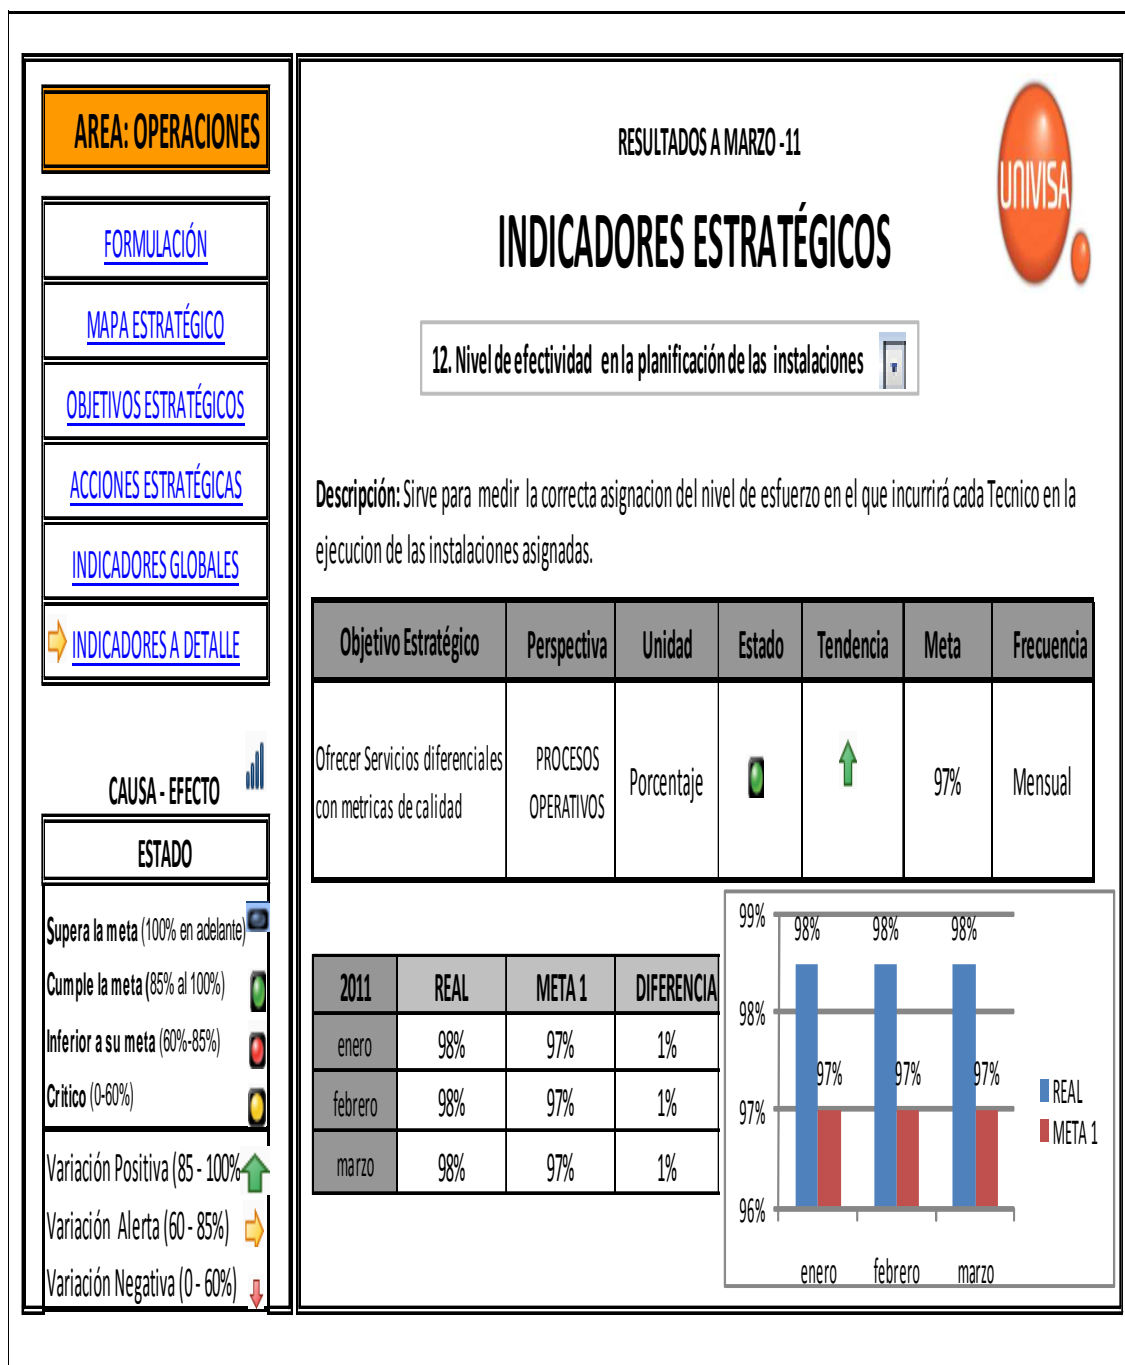 AREA: OPERACIONES
FORMULACIÓN
MAPA ESTRATÉGICO
OBJETIVOS ESTRATÉGICOS
ACCIONES ESTRATÉGICAS
INDICADORES GLOBALES
INDICADORES A DETALLE
CAUSA - EFECTO
ESTADO
Supera la meta (100% en adelante)
Cumple la meta (85% al 100%)
Inferior a su meta (60%-85%)
Critico (0-60%)
Variación Positiva (85 - 100%
Variación Alerta (60 - 85%)
Variación Negativa (0 - 60%)
RESULTADOS A MARZO -11
UNIVISA
INDICADORES ESTRATÉGICOS
12. Nivel de efectividad en la planificación de las instalaciones
Descripción: Sirve para medir la correcta asignacion del nivel de esfuerzo en el que incurrirá cada Tecnico en la
ejecucion de las instalaciones asignadas.
Objetivo Estratégico Perspectiva Unidad Estado Tendencia Meta Frecuencia
Ofrecer Servicios diferenciales PROCESOS Porcentaje 97% Mensual
con metricas de calidad OPERATIVOS
2011 REAL META 1 DIFERENCIA
enero 98% 97% 1%
febrero 98% 97% 1%
marzo 98% 97% 1%
99%
98%
97%
96%
98% 98% 98%
97% 97% 97%
enero febrero marzo
REAL
META 1